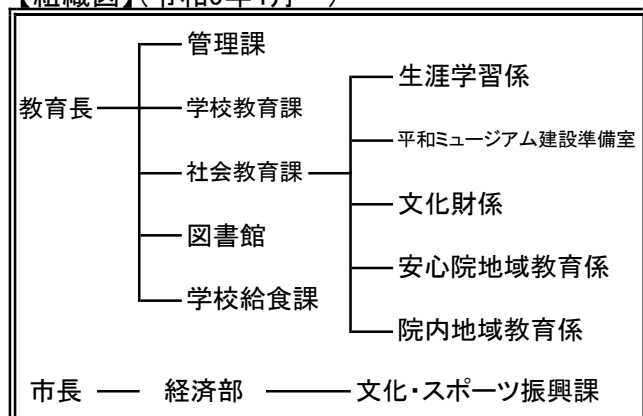 管理課
生涯学習係
教育長
学校教育課
平和ミュージアム建設準備室
社会教育課
文化財係
図書館
安心院地域教育係
学校給食課
院内地域教育係
市長
経済部
文化・スポーツ振興課